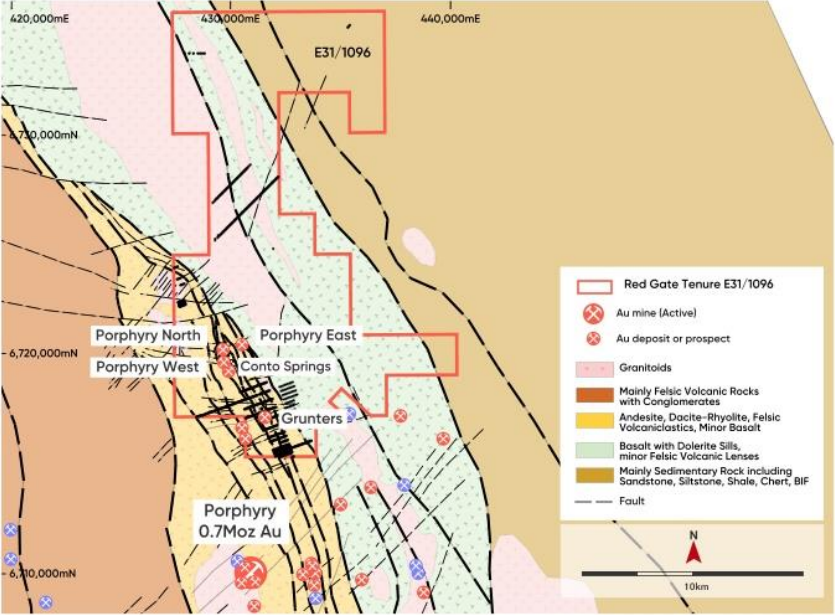 420,000mE
430,000mE
440,000mE
E31/1096
6,730,000mN
6,720,000mN
Porphyry North
Porphyry East
Porphyry West
Conto Springs
Grunters
Porphyry
0.7Moz Au
6,710,000mN
Red Gate Tenure E31/1096
Au mine (Active)
Au deposit or prospect
Granitoids
Mainly Felsic Volcanic Rocks
with Conglomerates
Andesite, Dacite-Rhyolite, Felsic
Volcaniclastics, Minor Basalt
Basalt with Dolerite Sills,
minor Felsic Volcanic Lenses
Mainly Sedimentary Rock including
Sandstone, Siltstone, Shale, Chert, BIF
Fault
N
10km